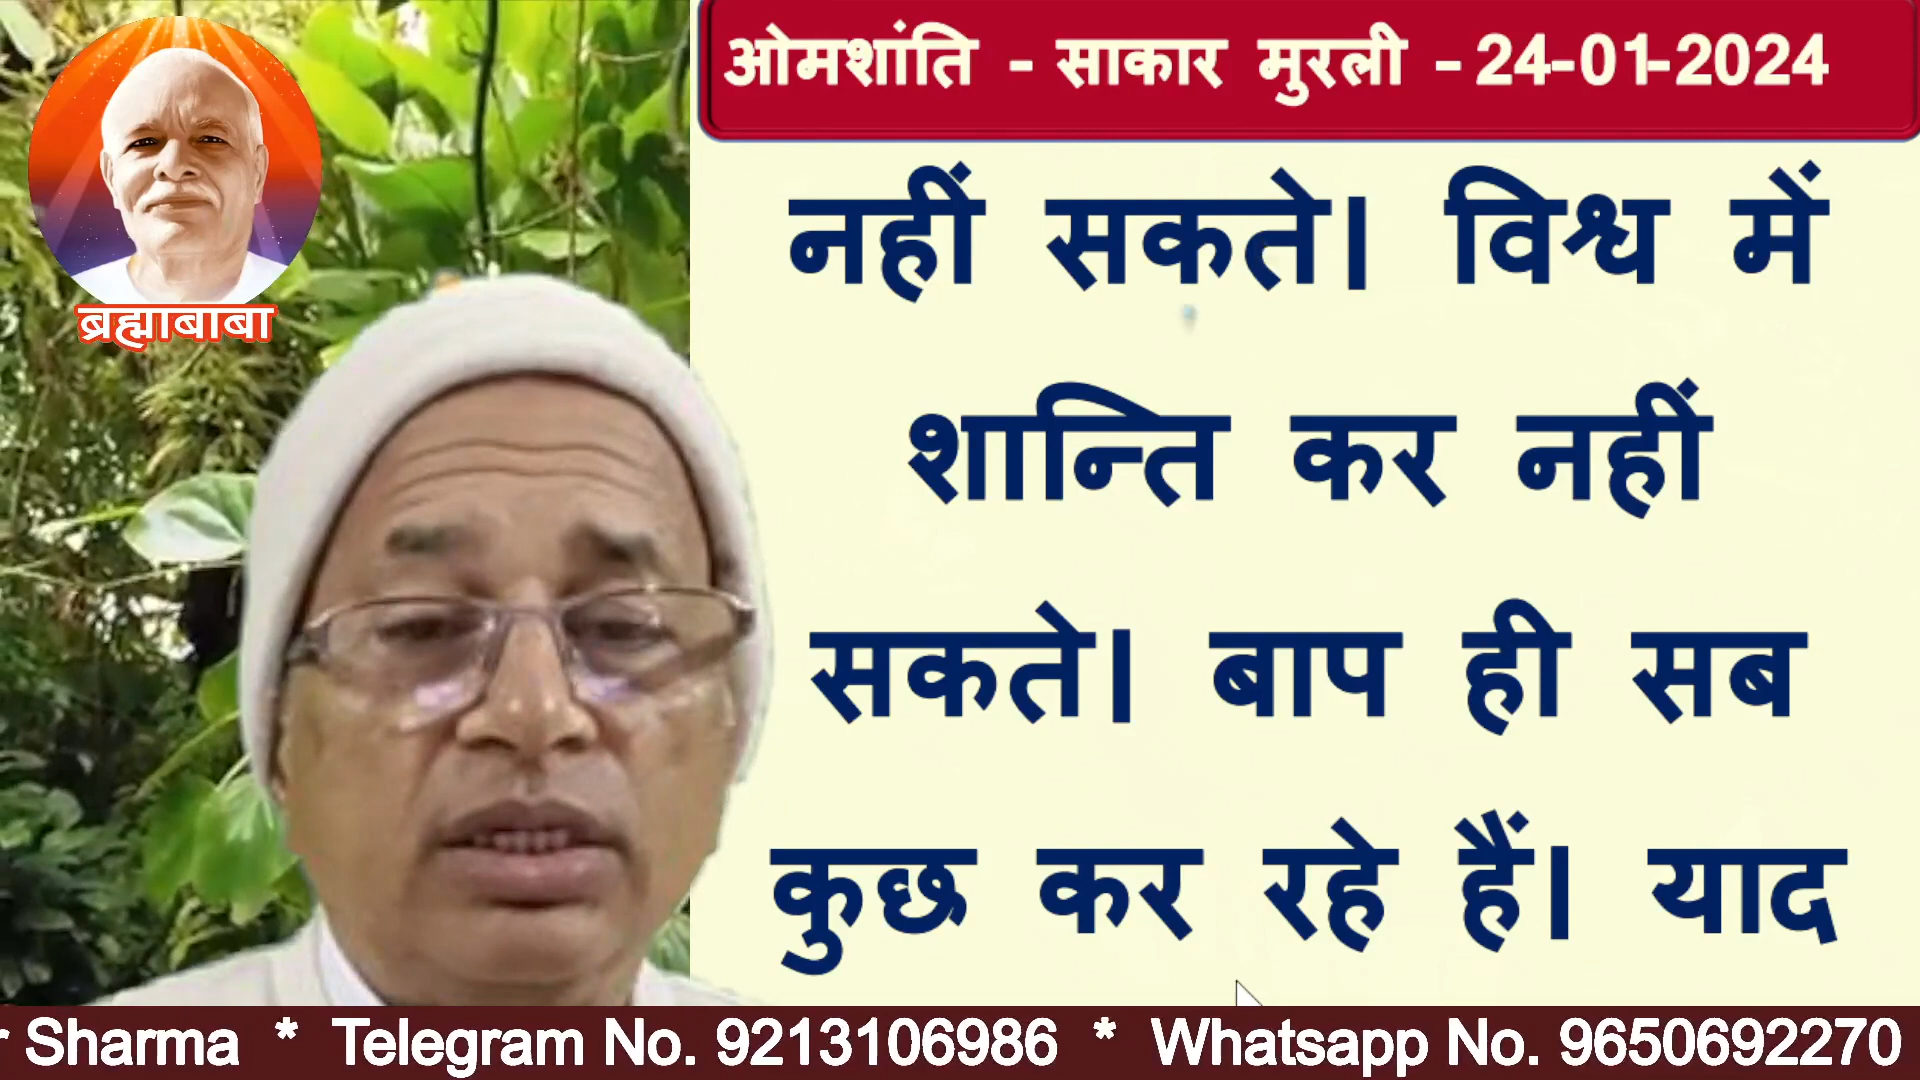 ओमशांति - साकार मुरली - 24-01-2024
ब्रह्माबाबा
नहीं सकते। विश्व में
शान्ति कर नहीं
सकते। बाप ही सब
कुछ कर रहे हैं। याद
r Sharma * Telegram No. 9213106986 * Whatsapp No. 9650692270